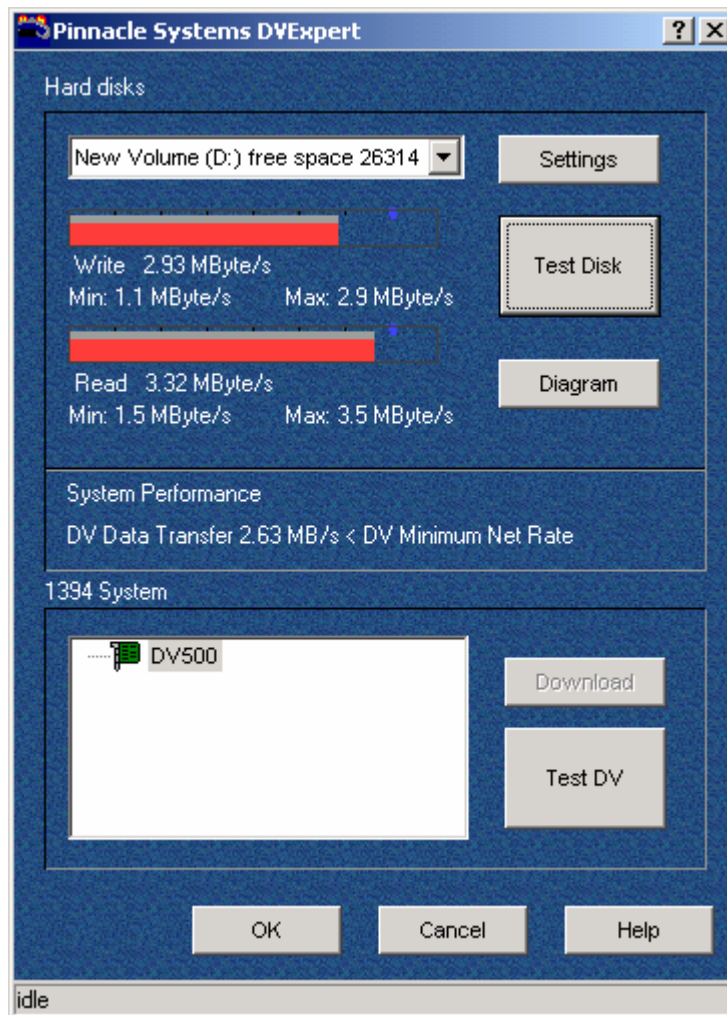 Pinnacle Systems DVExpert
Hard disks
New Volume (D:) free space 26314
Settings
Write 2.93 MByte/s
Min: 1.1 MByte/s Max: 2.9 MByte/s
Test Disk
Read 3.32 MByte/s
Min: 1.5 MByte/s Max: 3.5 MByte/s
Diagram
System Performance
DV Data Transfer 2.63 MB/s < DV Minimum Net Rate
1394 System
DV500
Download
Test DV
OK Cancel Help
idle